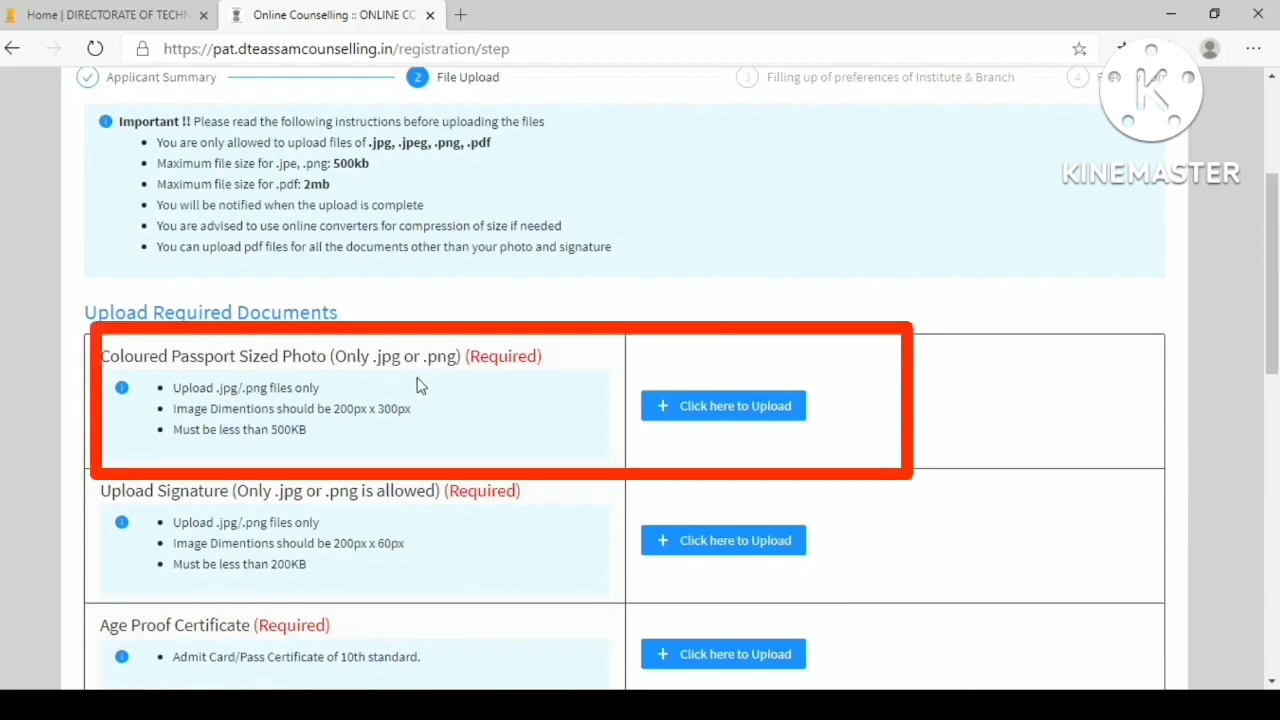 Home | DIRECTORATE OF TECHN
Online Counselling :: ONLINE CO
https://pat.dteassamcounselling.in/registration/step
Applicant Summary
2 File Upload
3 Filling up of preferences of Institute & Branch
4
K
KINEMASTER
Important !! Please read the following instructions before uploading the files
You are only allowed to upload files of .jpg, .jpeg, .png, .pdf
Maximum file size for .jpe, .png: 500kb
Maximum file size for .pdf: 2mb
You will be notified when the upload is complete
You are advised to use online converters for compression of size if needed
You can upload pdf files for all the documents other than your photo and signature
Upload Required Documents
Coloured Passport Sized Photo (Only .jpg or .png) (Required)
Upload .jpg/.png files only
Image Dimentions should be 200px x 300px
Must be less than 500KB
+ Click here to Upload
Upload Signature (Only .jpg or .png is allowed) (Required)
Upload .jpg/.png files only
Image Dimentions should be 200px x 60px
Must be less than 200KB
+ Click here to Upload
Age Proof Certificate (Required)
Admit Card/Pass Certificate of 10th standard.
+ Click here to Upload